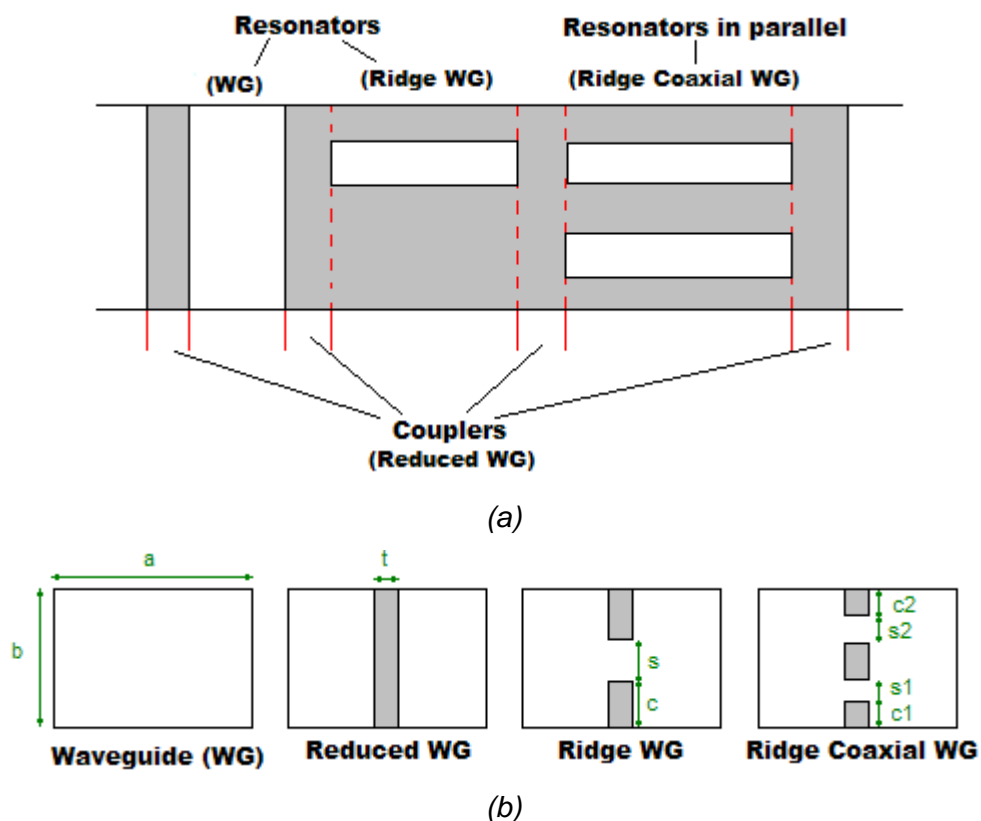 Resonators
Resonators in parallel
(WG)
(Ridge WG)
(Ridge Coaxial WG)
Couplers
(Reduced WG)
(a)
a
b
t
s
c
c2
s2
s1
c1
Waveguide (WG)
Reduced WG
Ridge WG
Ridge Coaxial WG
(b)